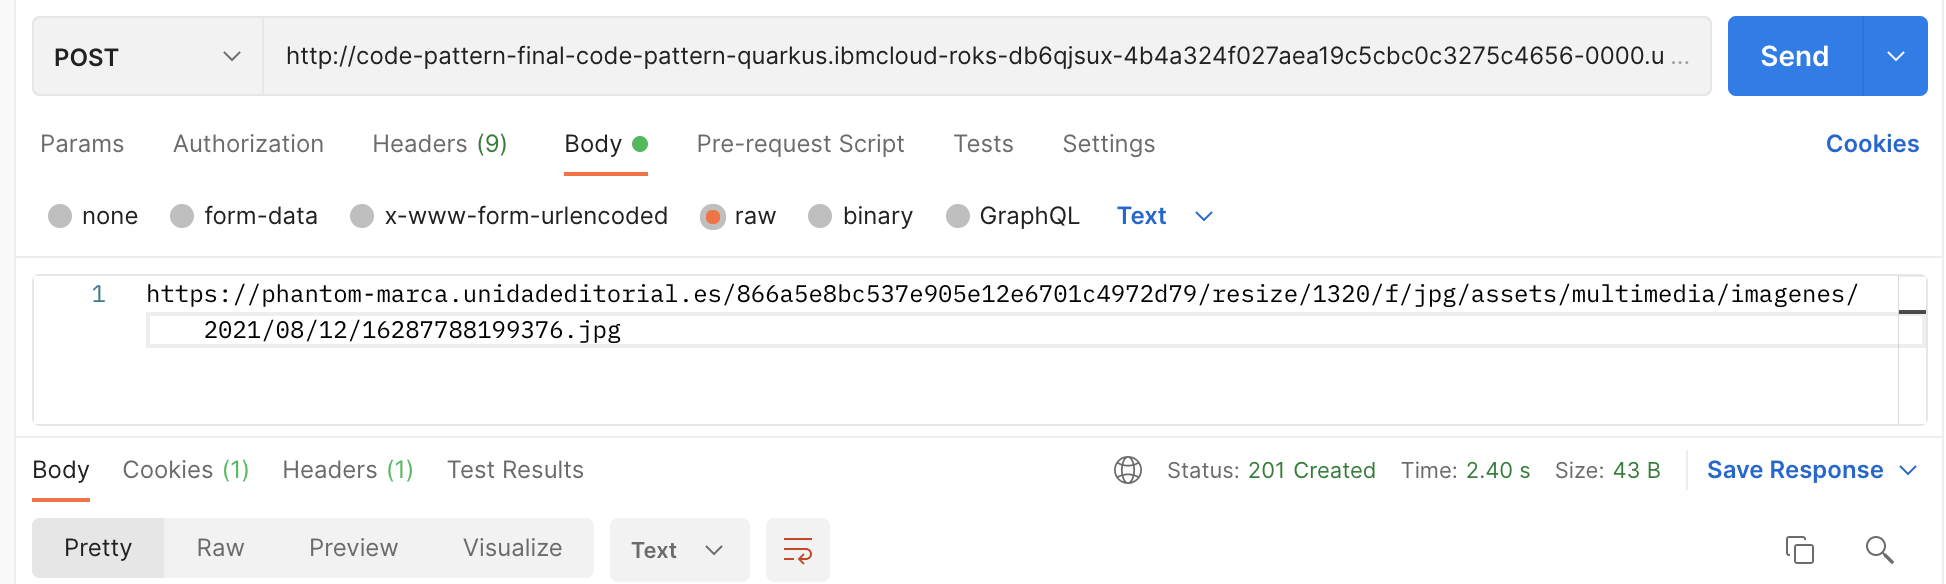 POST http://code-pattern-final-code-pattern-quarkus.ibmcloud-roks-db6qjsux-4b4a324f027aea19c5cbc0c3275c4656-0000.u ... Send
Params Authorization Headers (9) Body Pre-request Script Tests Settings Cookies
none form-data x-www-form-urlencoded raw binary GraphQL Text
1 https://phantom-marca.unidadeditorial.es/866a5e8bc537e905e12e6701c4972d79/resize/1320/f/jpg/assets/multimedia/imagenes/
2021/08/12/16287788199376.jpg
Body Cookies (1) Headers (1) Test Results Status: 201 Created Time: 2.40 s Size: 43 B Save Response
Pretty Raw Preview Visualize Text